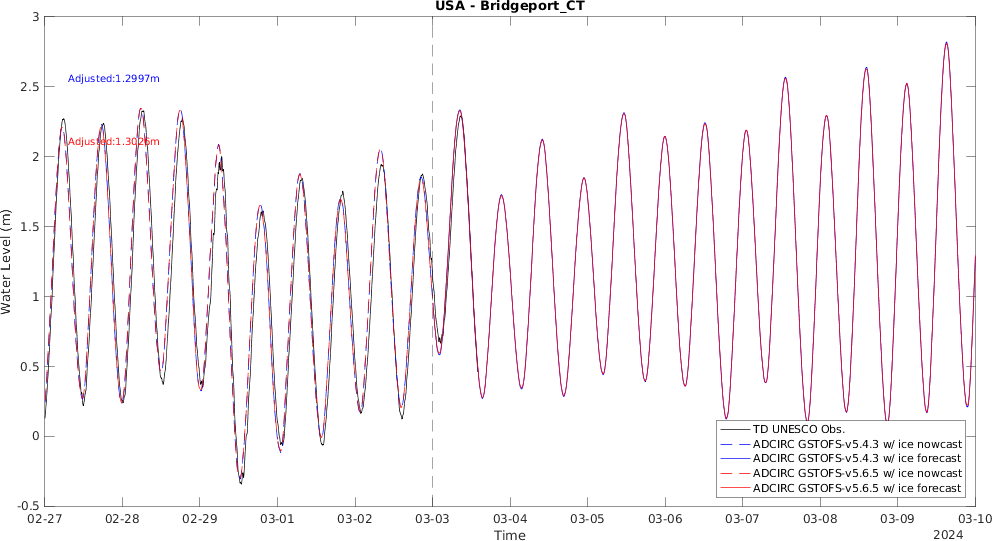 USA - Bridgeport_CT
3
2.5
2
1.5
1
0.5
0
-0.5
Water Level (m)
Adjusted:1.2997m
Adjusted:1.3026m
TD UNESCO Obs.
ADCIRC GSTOFS-v5.4.3 w/ ice nowcast
ADCIRC GSTOFS-v5.4.3 w/ ice forecast
ADCIRC GSTOFS-v5.6.5 w/ ice nowcast
ADCIRC GSTOFS-v5.6.5 w/ ice forecast
02-27 02-28 02-29 03-01 03-02 03-03 03-04 03-05 03-06 03-07 03-08 03-09 03-10
Time
2024